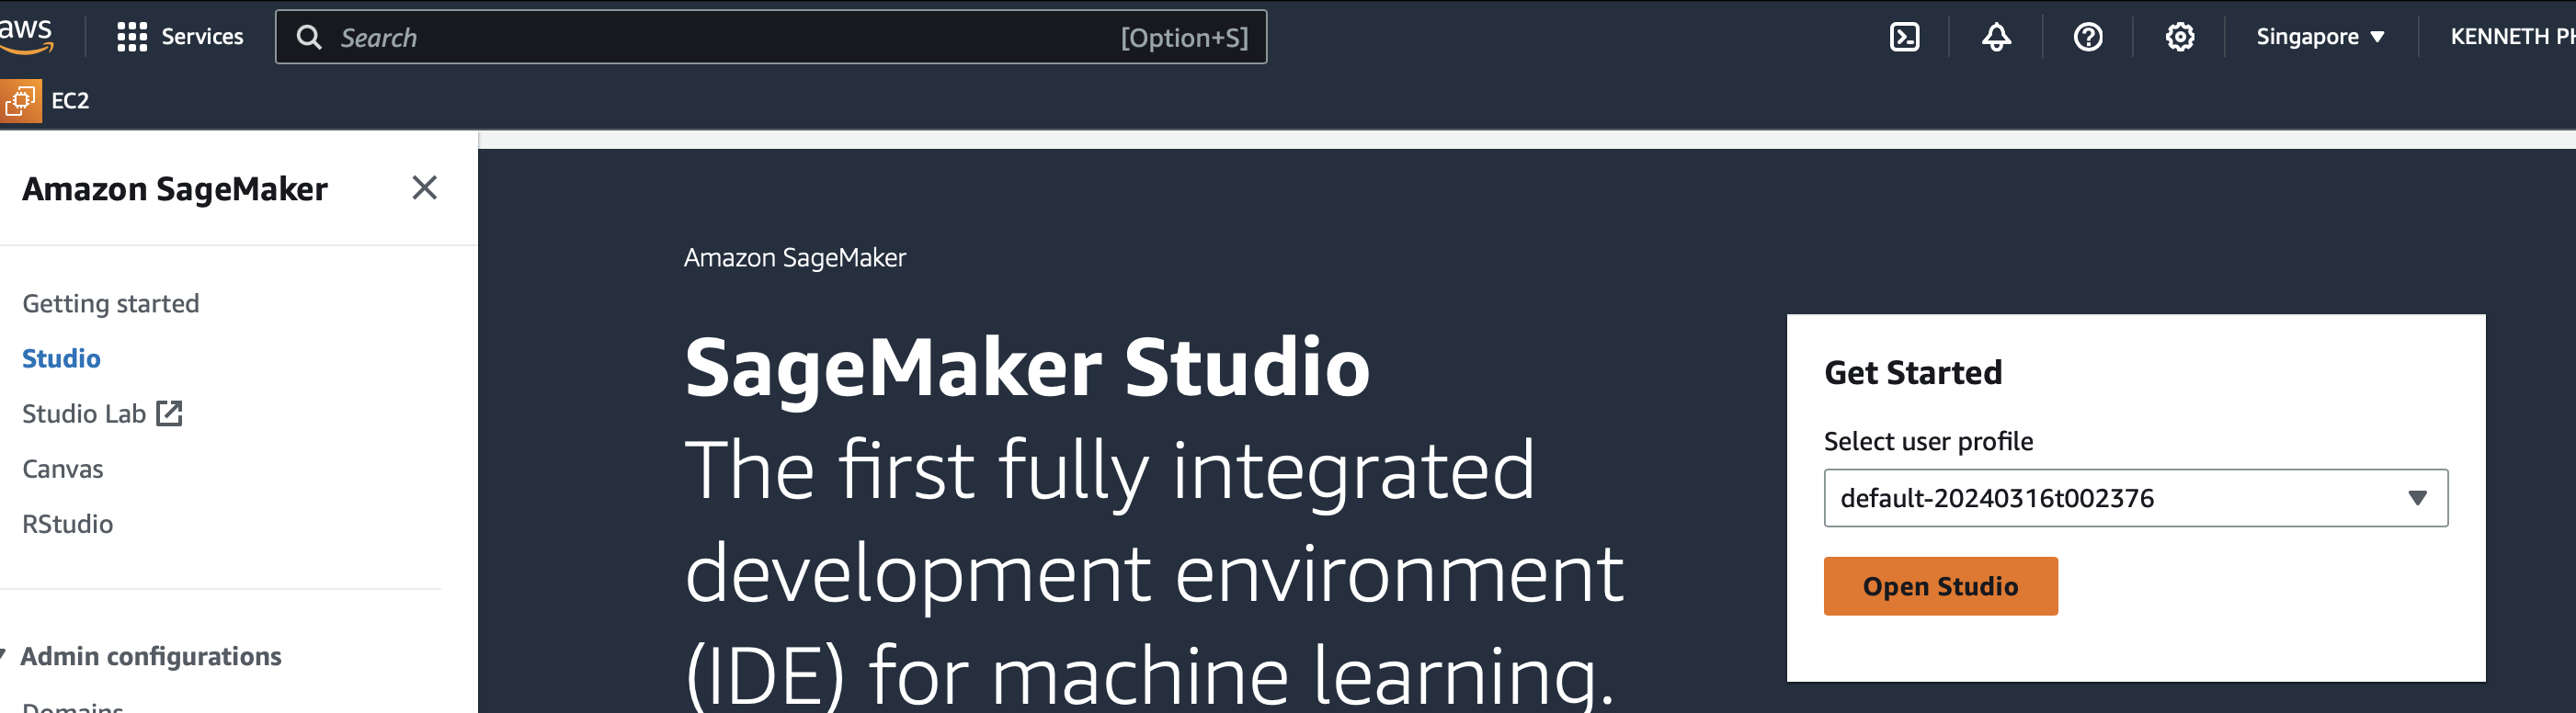 aws
Services
Search
[Option+S]
Singapore
KENNETH
EC2
Amazon SageMaker
Getting started
Studio
Studio Lab
Canvas
RStudio
Admin configurations
Domains
Amazon SageMaker
SageMaker Studio
The first fully integrated
development environment
(IDE) for machine learning.
Get Started
Select user profile
default-20240316t002376
Open Studio